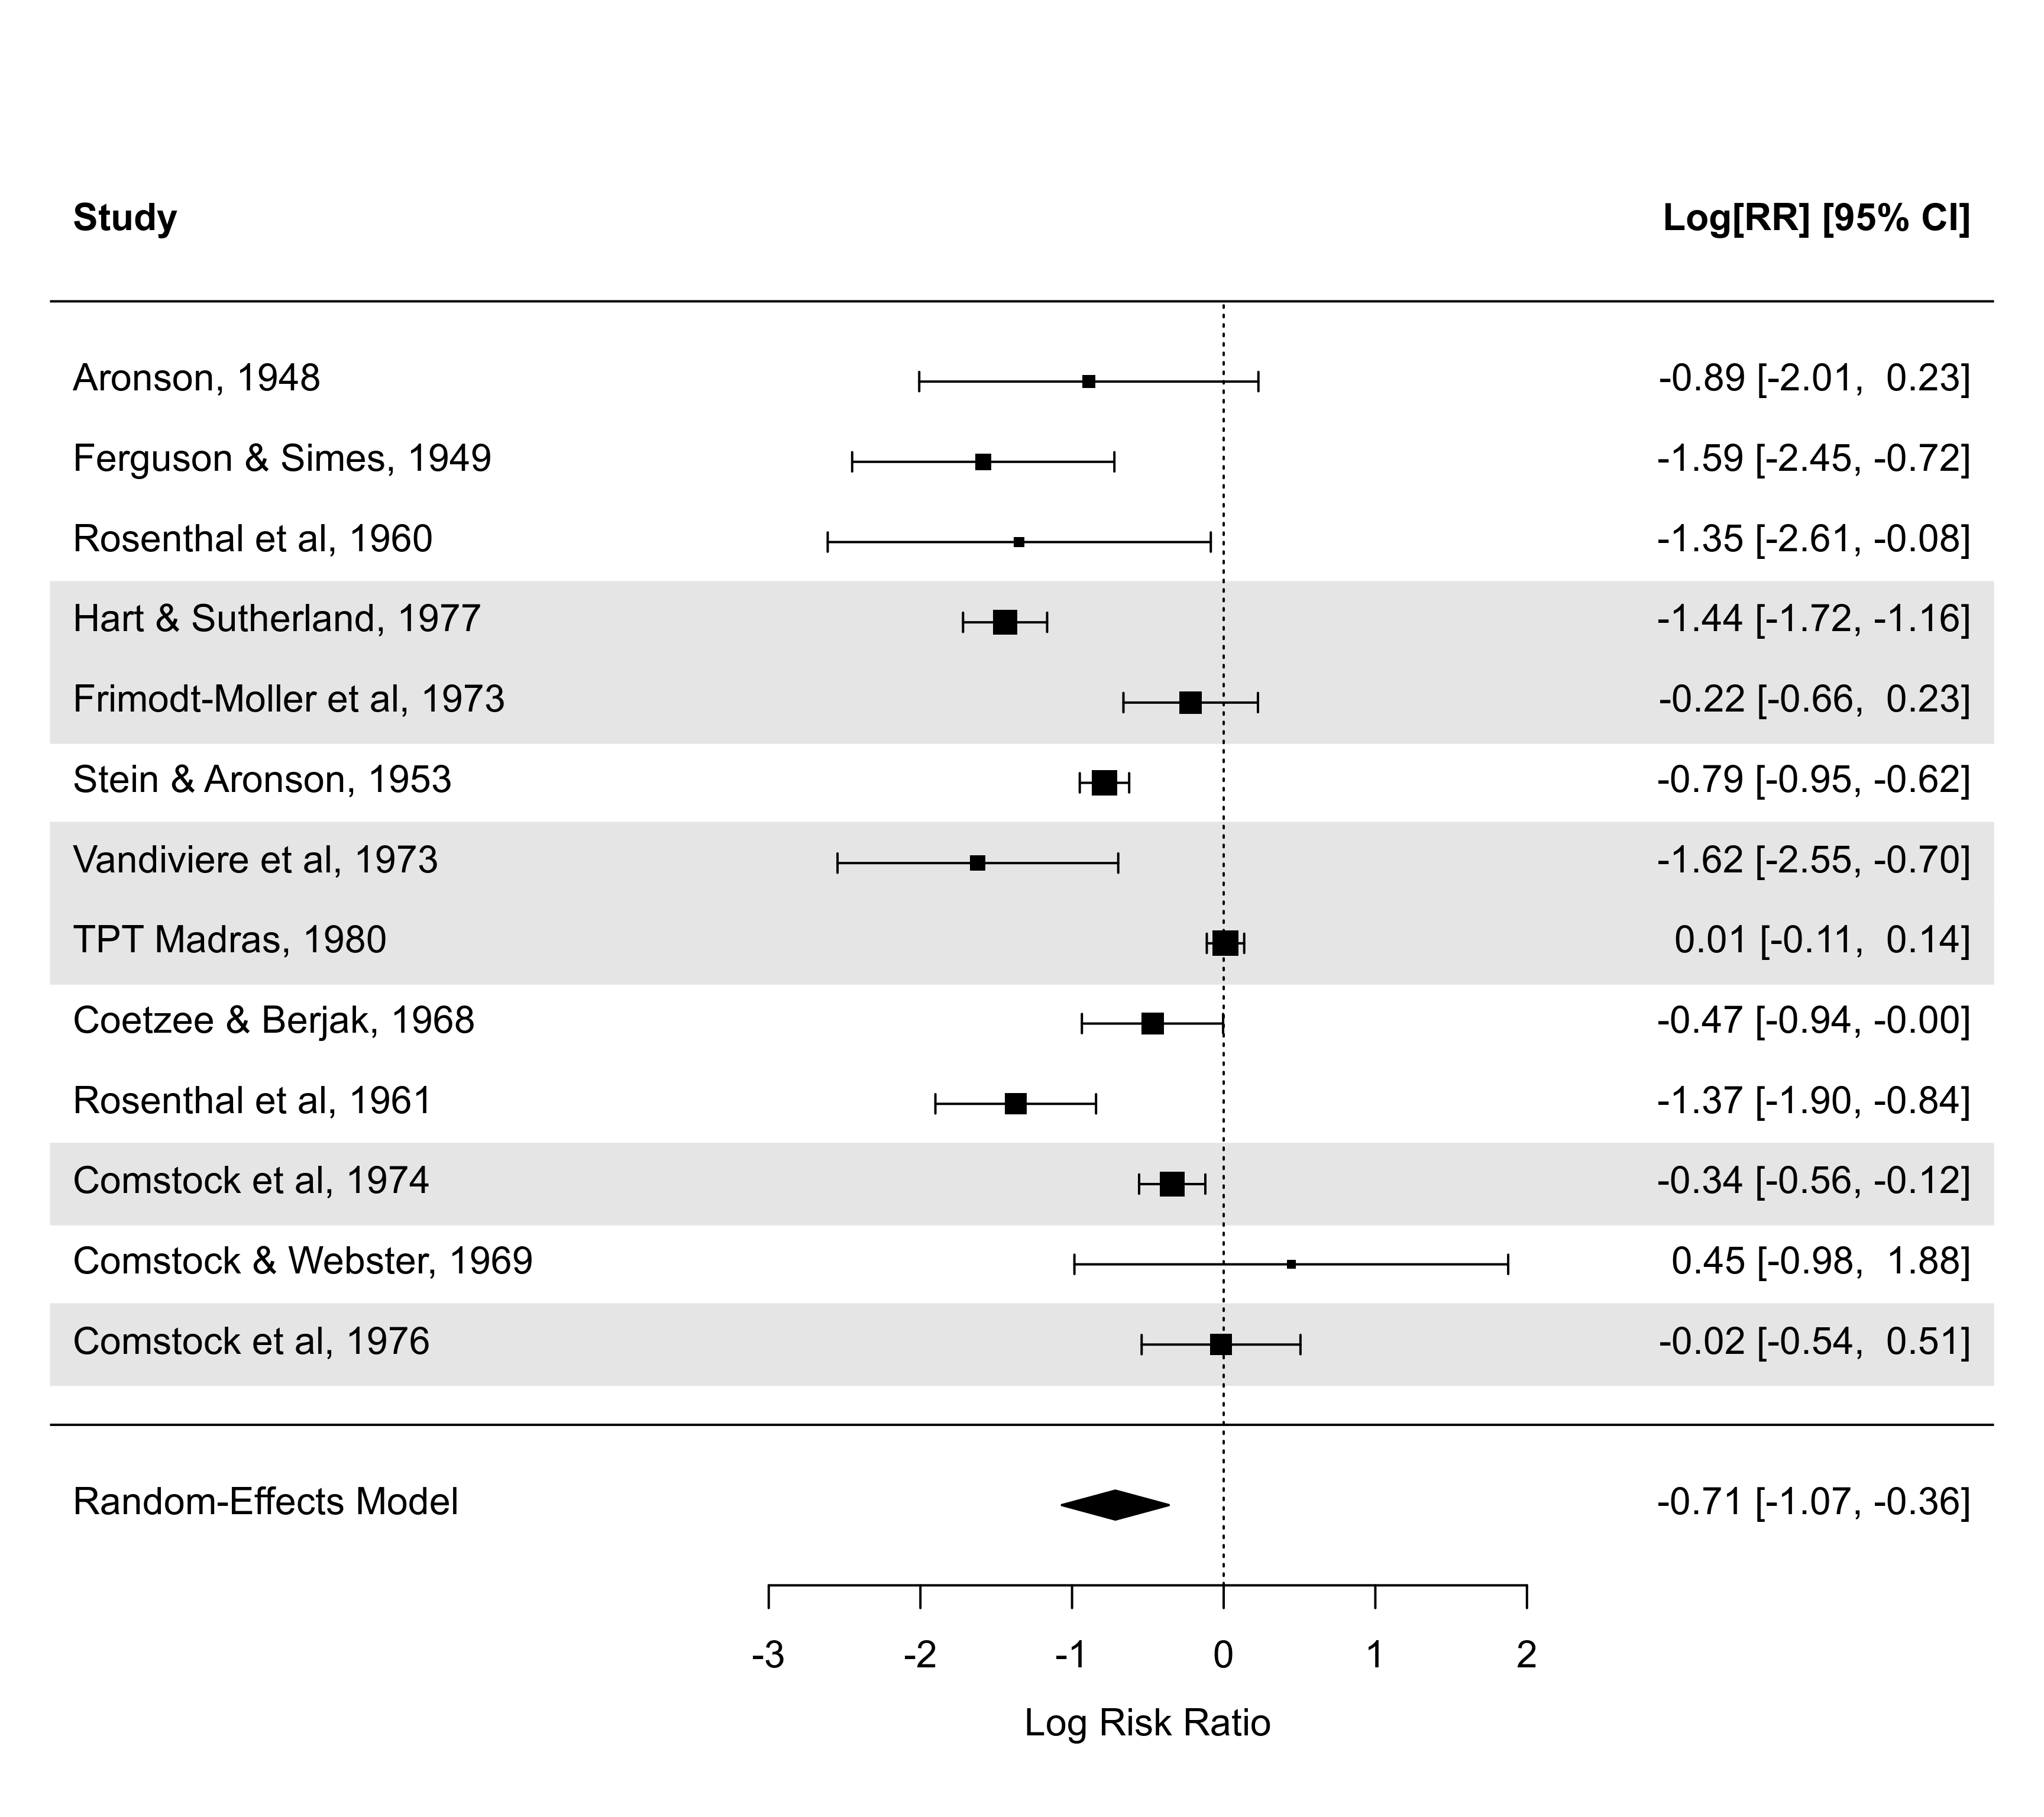 Study Log[RR] [95% CI]
Aronson, 1948 -0.89 [-2.01,  0.23]
Ferguson & Simes, 1949 -1.59 [-2.45, -0.72]
Rosenthal et al, 1960 -1.35 [-2.61, -0.08]
Hart & Sutherland, 1977 -1.44 [-1.72, -1.16]
Frimodt-Moller et al, 1973 -0.22 [-0.66,  0.23]
Stein & Aronson, 1953 -0.79 [-0.95, -0.62]
Vandiviere et al, 1973 -1.62 [-2.55, -0.70]
TPT Madras, 1980 0.01 [-0.11,  0.14]
Coetzee & Berjak, 1968 -0.47 [-0.94, -0.00]
Rosenthal et al, 1961 -1.37 [-1.90, -0.84]
Comstock et al, 1974 -0.34 [-0.56, -0.12]
Comstock & Webster, 1969 0.45 [-0.98,  1.88]
Comstock et al, 1976 -0.02 [-0.54,  0.51]
Random-Effects Model -0.71 [-1.07, -0.36]
-3 -2 -1 0 1 2
Log Risk Ratio